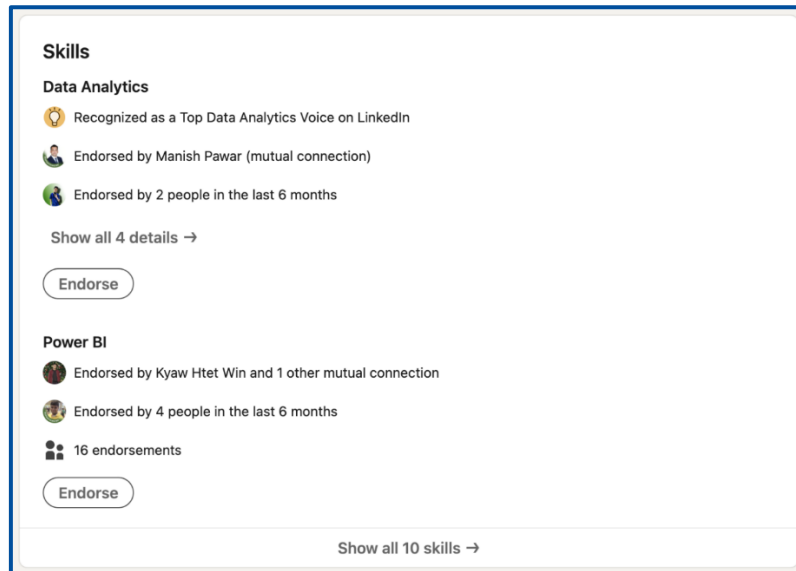 Skills
Data Analytics
Recognized as a Top Data Analytics Voice on LinkedIn
Endorsed by Manish Pawar (mutual connection)
Endorsed by 2 people in the last 6 months
Show all 4 details →
Endorse
Power BI
Endorsed by Kyaw Htet Win and 1 other mutual connection
Endorsed by 4 people in the last 6 months
16 endorsements
Endorse
Show all 10 skills →